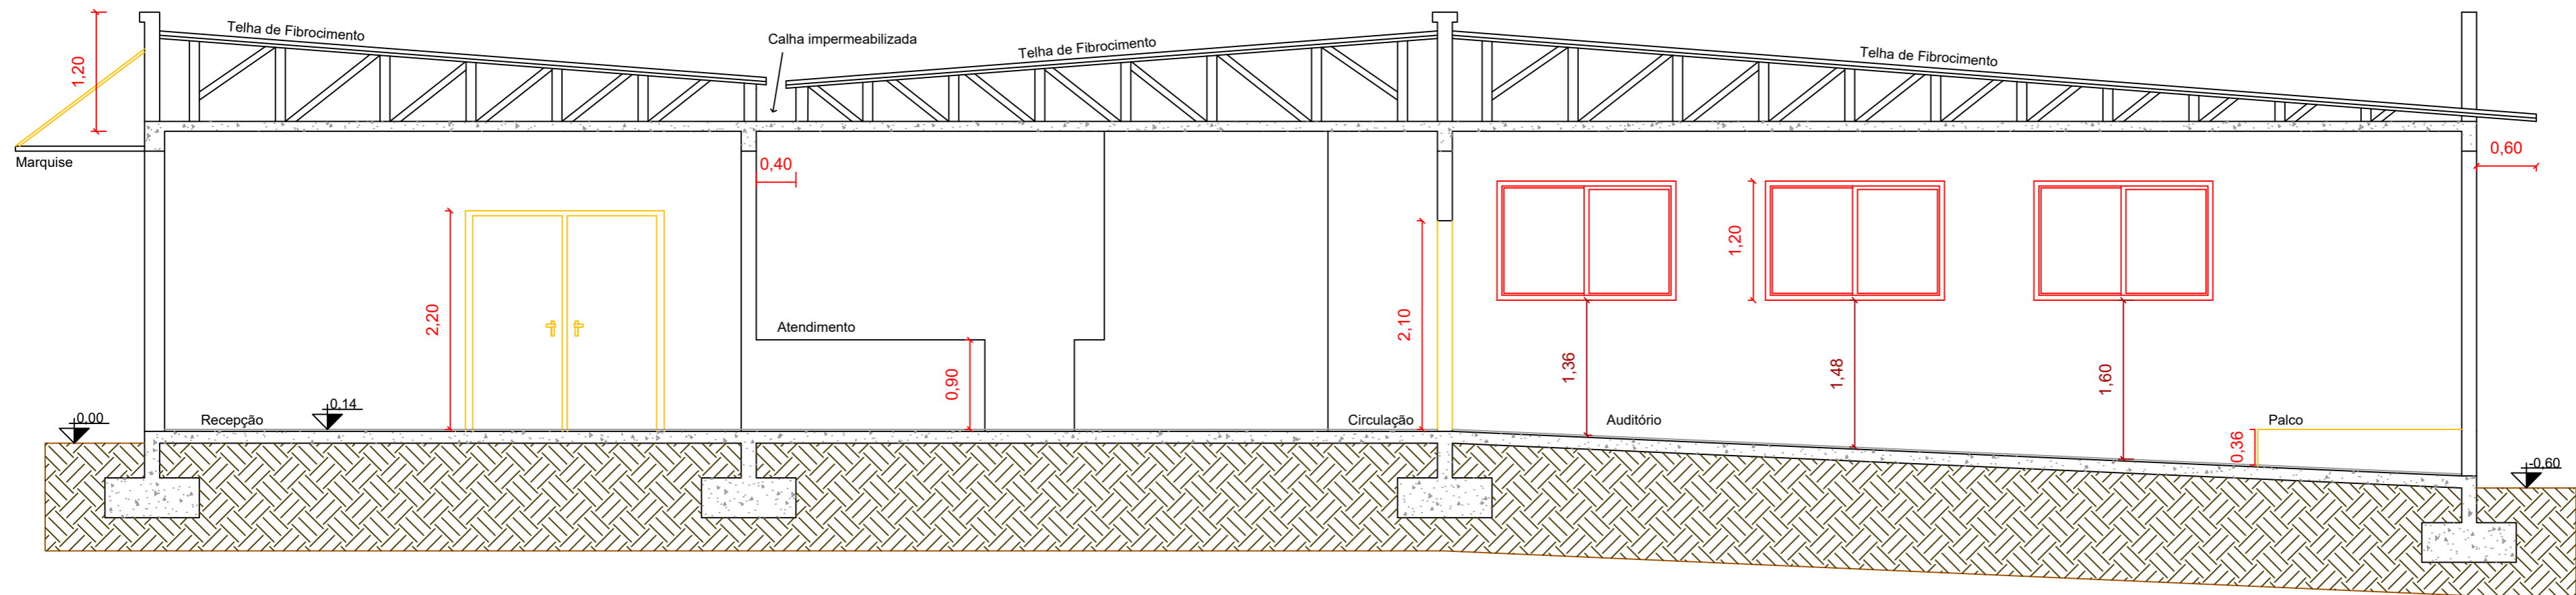 Telha de Fibrocimento
Calha impermeabilizada
Telha de Fibrocimento
Telha de Fibrocimento
1,20
Marquise
0,40
0,60
2,20
Atendimento
0,90
2,10
1,20
1,36
1,48
1,60
0,00
Recepção
0,14
Circulação
Auditório
Palco
0,36
-0,60